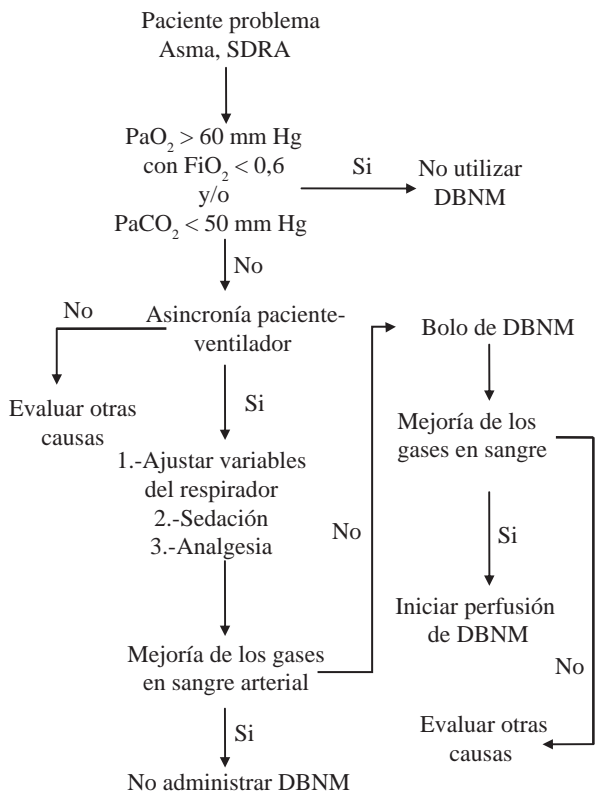 Paciente problema
Asma, SDRA
PaO₂ > 60 mm Hg
con FiO₂ < 0,6
y/o
PaCO₂ < 50 mm Hg
Si
No utilizar
DBNM
No
Asincronía paciente-
ventilador
No
Evaluar otras
causas
Si
1.-Ajustar variables
del respirador
2.-Sedación
3.-Analgesia
Mejoría de los gases
en sangre arterial
Si
No administrar DBNM
No
Bolo de DBNM
Mejoría de los
gases en sangre
Si
Iniciar perfusión
de DBNM
No
Evaluar otras
causas